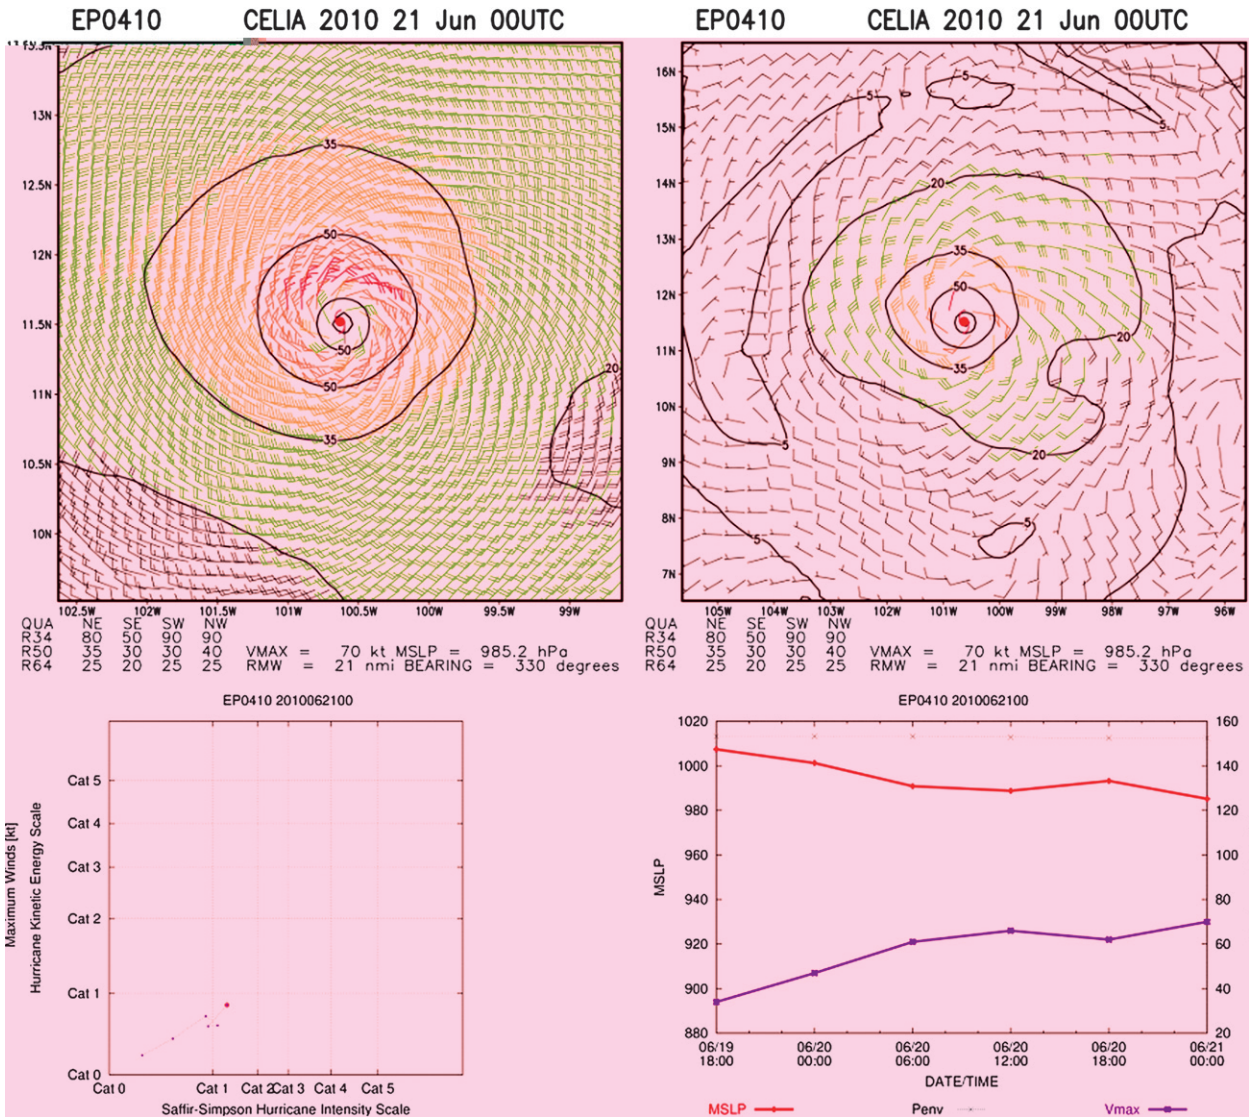 EP0410 CELIA 2010 21 Jun 00UTC
13N
12.5N
12N
11.5N
11N
10.5N
10N
102.5W 102W 101.5W 101W 100.5W 100W 99.5W 99W
35
50
50
50
35
20
QUA NE SE SW NW
R34 80 50 90 90
R50 35 30 30 40 VMAX = 70 kt MSLP = 985.2 hPa
R64 25 20 25 25 RMW = 21 nmi BEARING = 330 degrees
EP0410 CELIA 2010 21 Jun 00UTC
16N
15N
14N
13N
12N
11N
10N
9N
8N
7N
105W 104W 103W 102W 101W 100W 99W 98W 97W 96W
5
5
5
20
35
50
20
35
20
5
5
5
QUA NE SE SW NW
R34 80 50 90 90
R50 35 30 30 40 VMAX = 70 kt MSLP = 985.2 hPa
R64 25 20 25 25 RMW = 21 nmi BEARING = 330 degrees
EP0410 2010062100
Maximum Winds [kt]
Hurricane Kinetic Energy Scale
Cat 5
Cat 4
Cat 3
Cat 2
Cat 1
Cat 0
Cat 0 Cat 1 Cat 2 Cat 3 Cat 4 Cat 5
Saffir-Simpson Hurricane Intensity Scale
EP0410 2010062100
MSLP
1020 160
1000 140
980 120
960 100
940 80
920 60
900 40
880 20
06/19 06/20 06/20 06/20 06/20 06/21
18:00 00:00 06:00 12:00 18:00 00:00
DATE/TIME
MSLP Penv Vmax